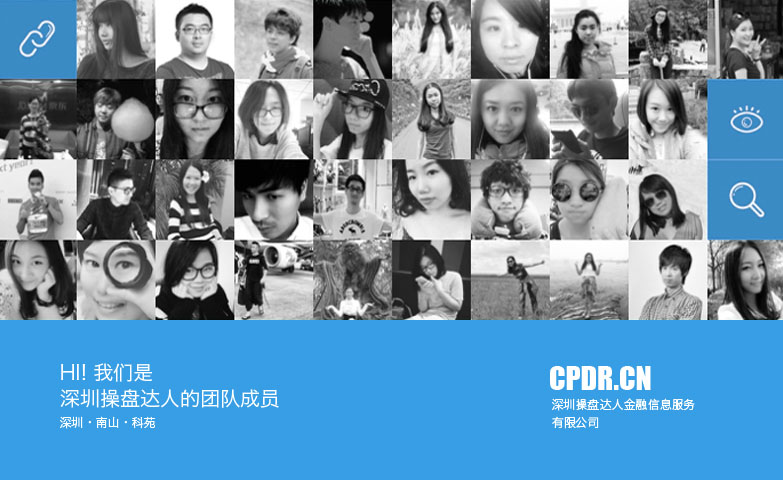 HI! 我们是
深圳操盘达人的团队成员
深圳·南山·科苑
CPDR.CN
深圳操盘达人金融信息服务
有限公司